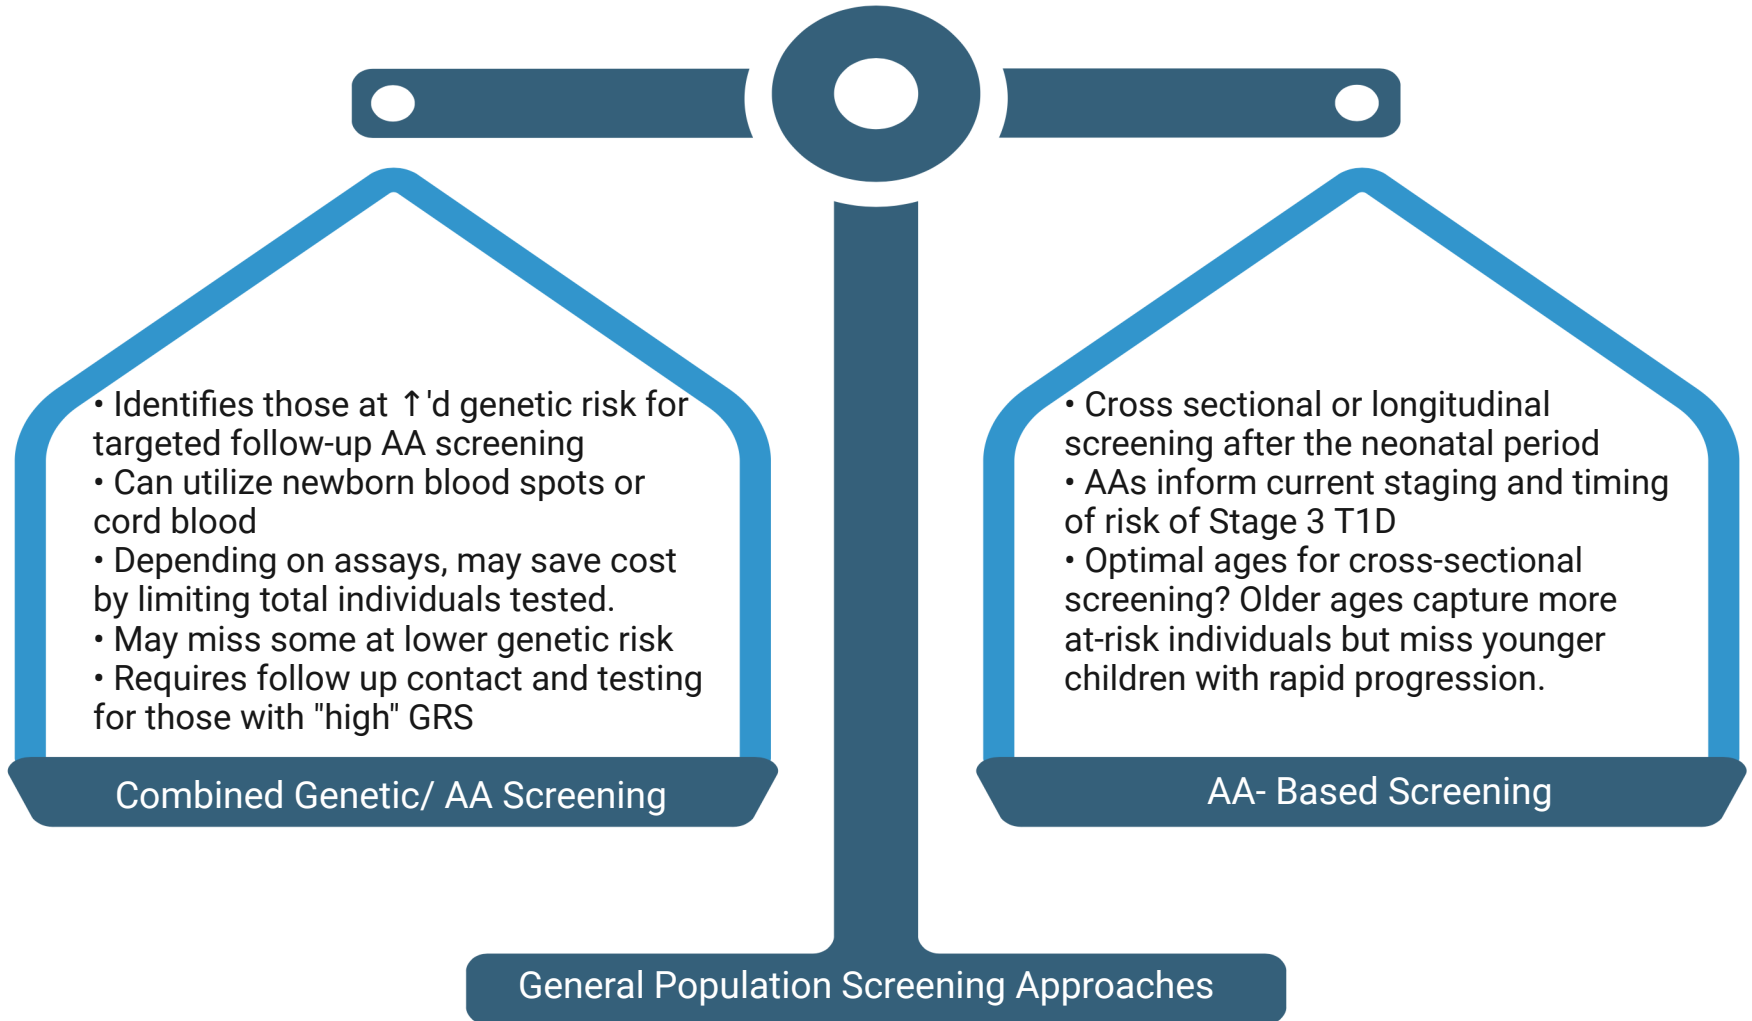 • Identifies those at ↑'d genetic risk for
targeted follow-up AA screening
• Can utilize newborn blood spots or
cord blood
• Depending on assays, may save cost
by limiting total individuals tested.
• May miss some at lower genetic risk
• Requires follow up contact and testing
for those with "high" GRS
Combined Genetic/ AA Screening
• Cross sectional or longitudinal
screening after the neonatal period
• AAs inform current staging and timing
of risk of Stage 3 T1D
• Optimal ages for cross-sectional
screening? Older ages capture more
at-risk individuals but miss younger
children with rapid progression.
AA- Based Screening
General Population Screening Approaches